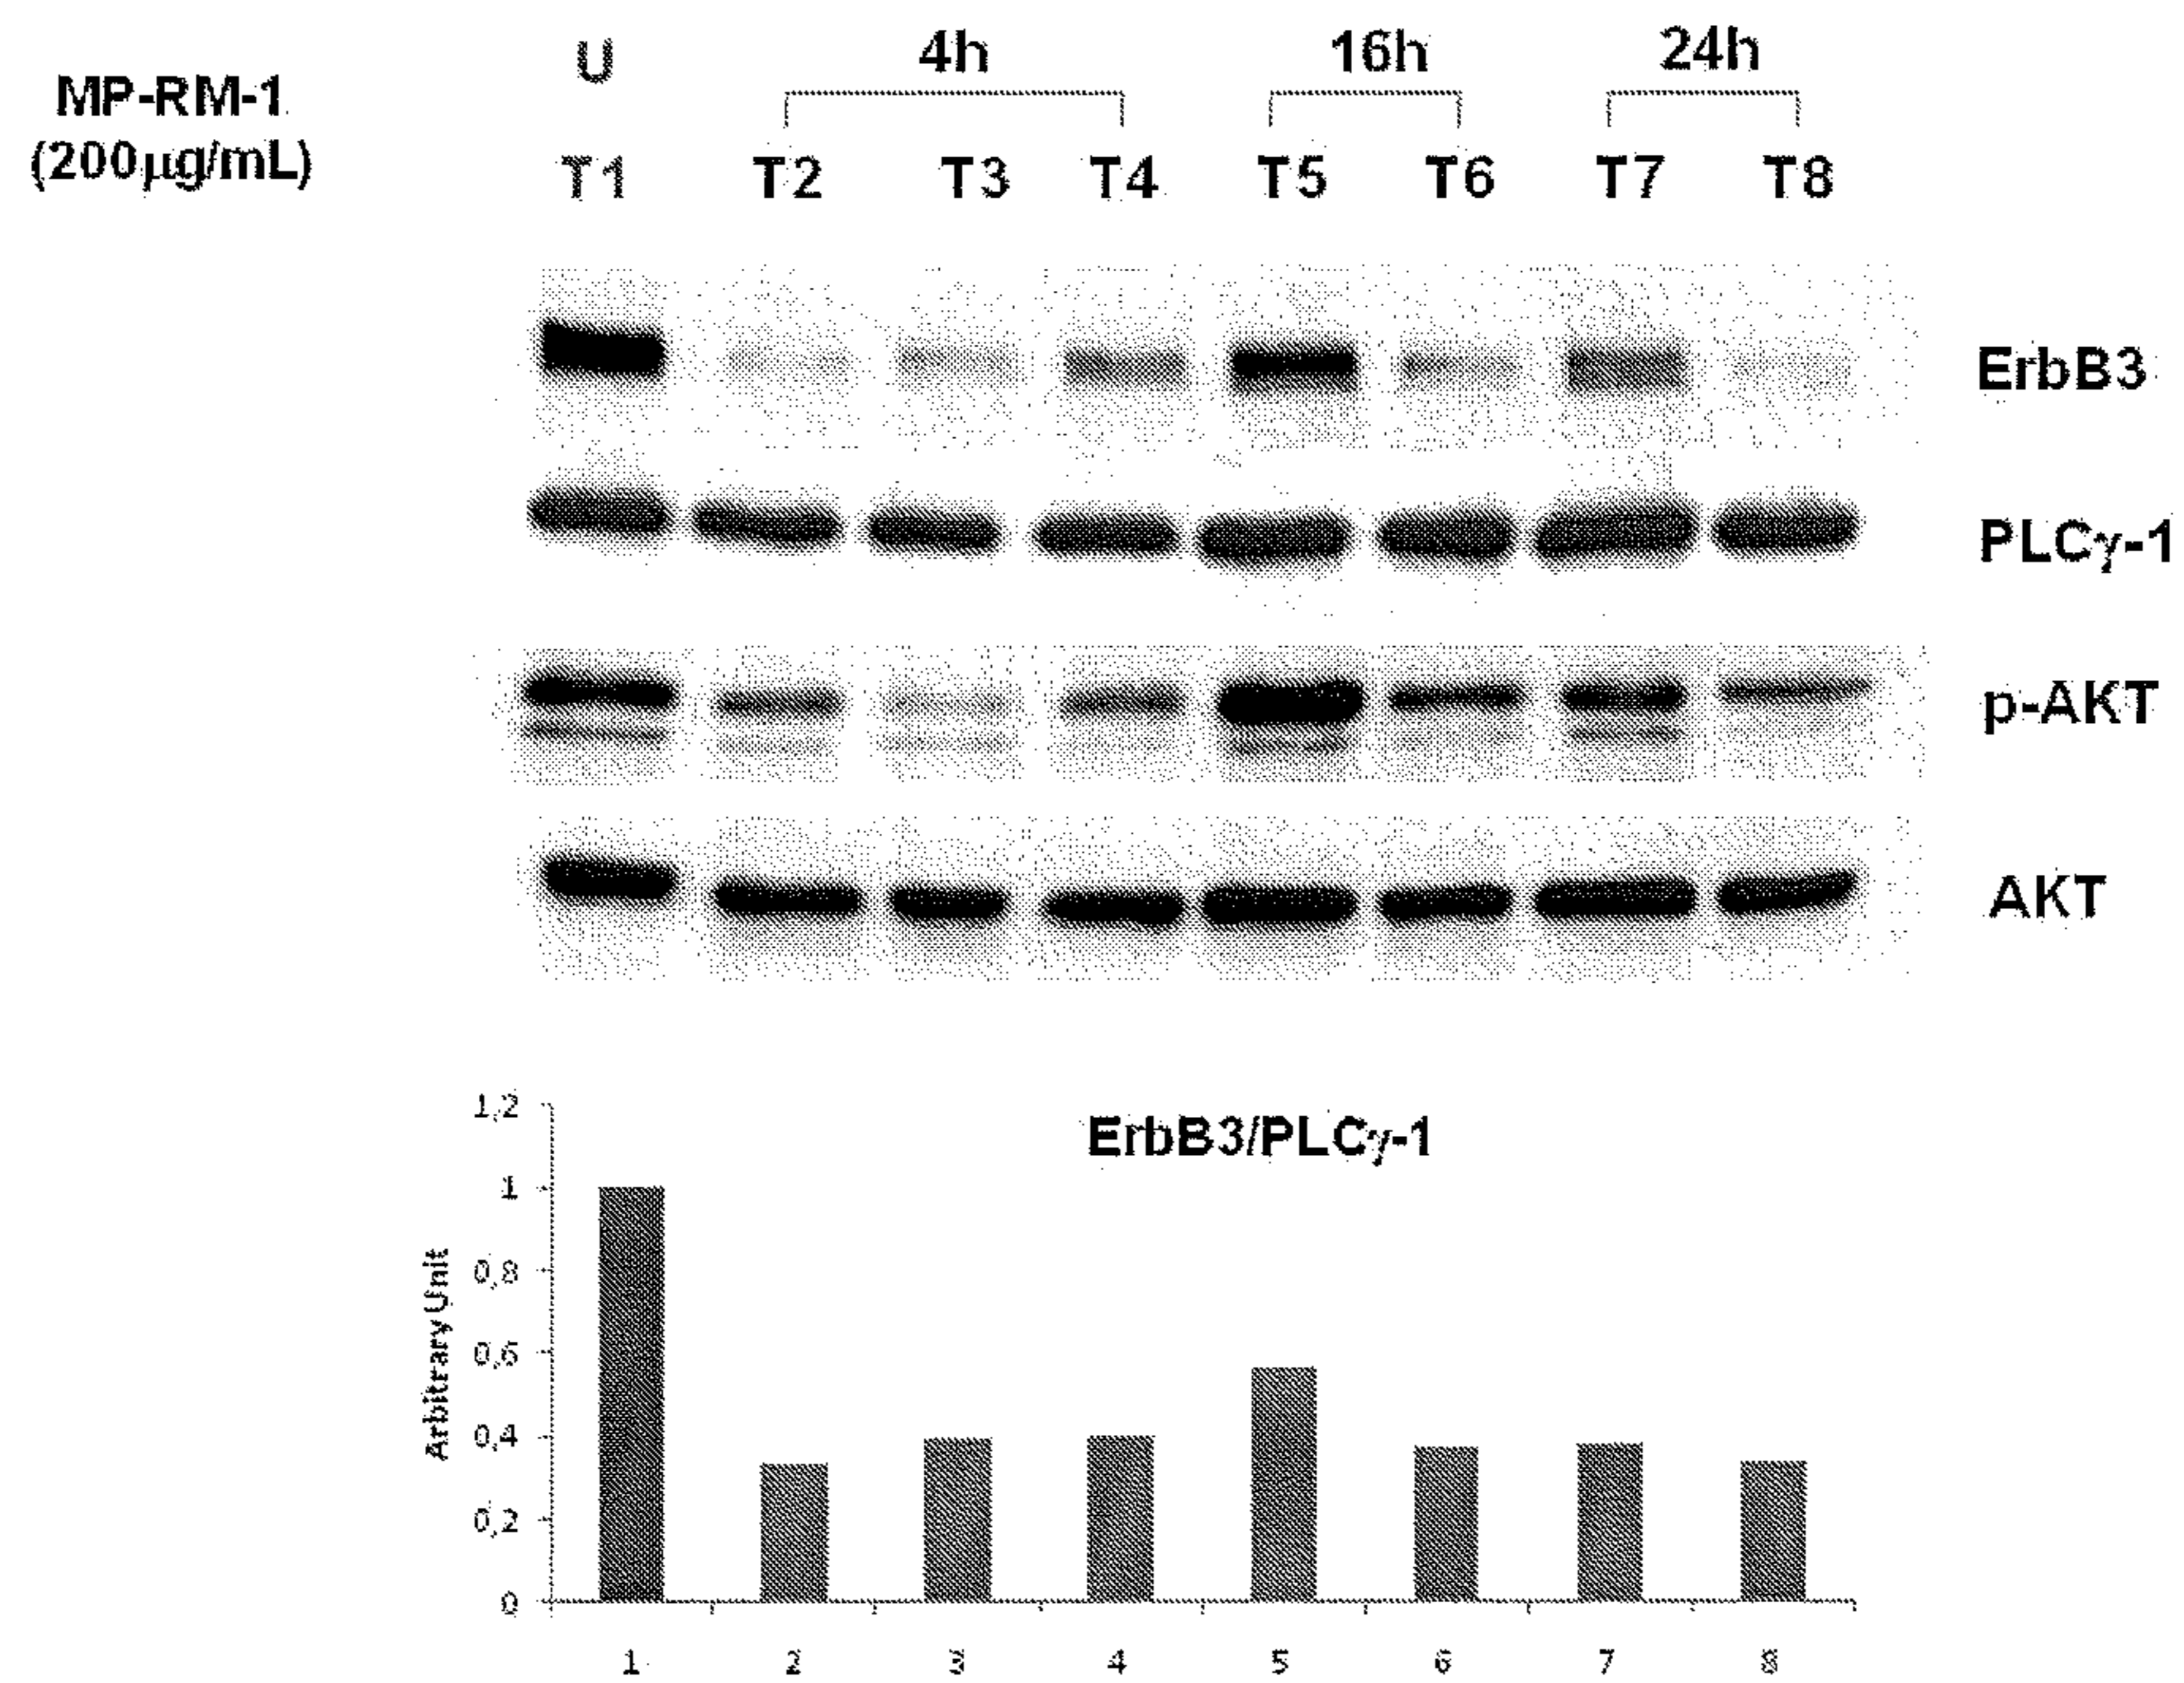 MP-RM-1
(200μg/mL)
U 4h 16h 24h
T1 T2 T3 T4 T5 T6 T7 T8
ErbB3
PLCγ-1
p-AKT
AKT
ErbB3/PLCγ-1
Arbitrary Unit
1,2
1
0,8
0,6
0,4
0,2
0
1 2 3 4 5 6 7 8